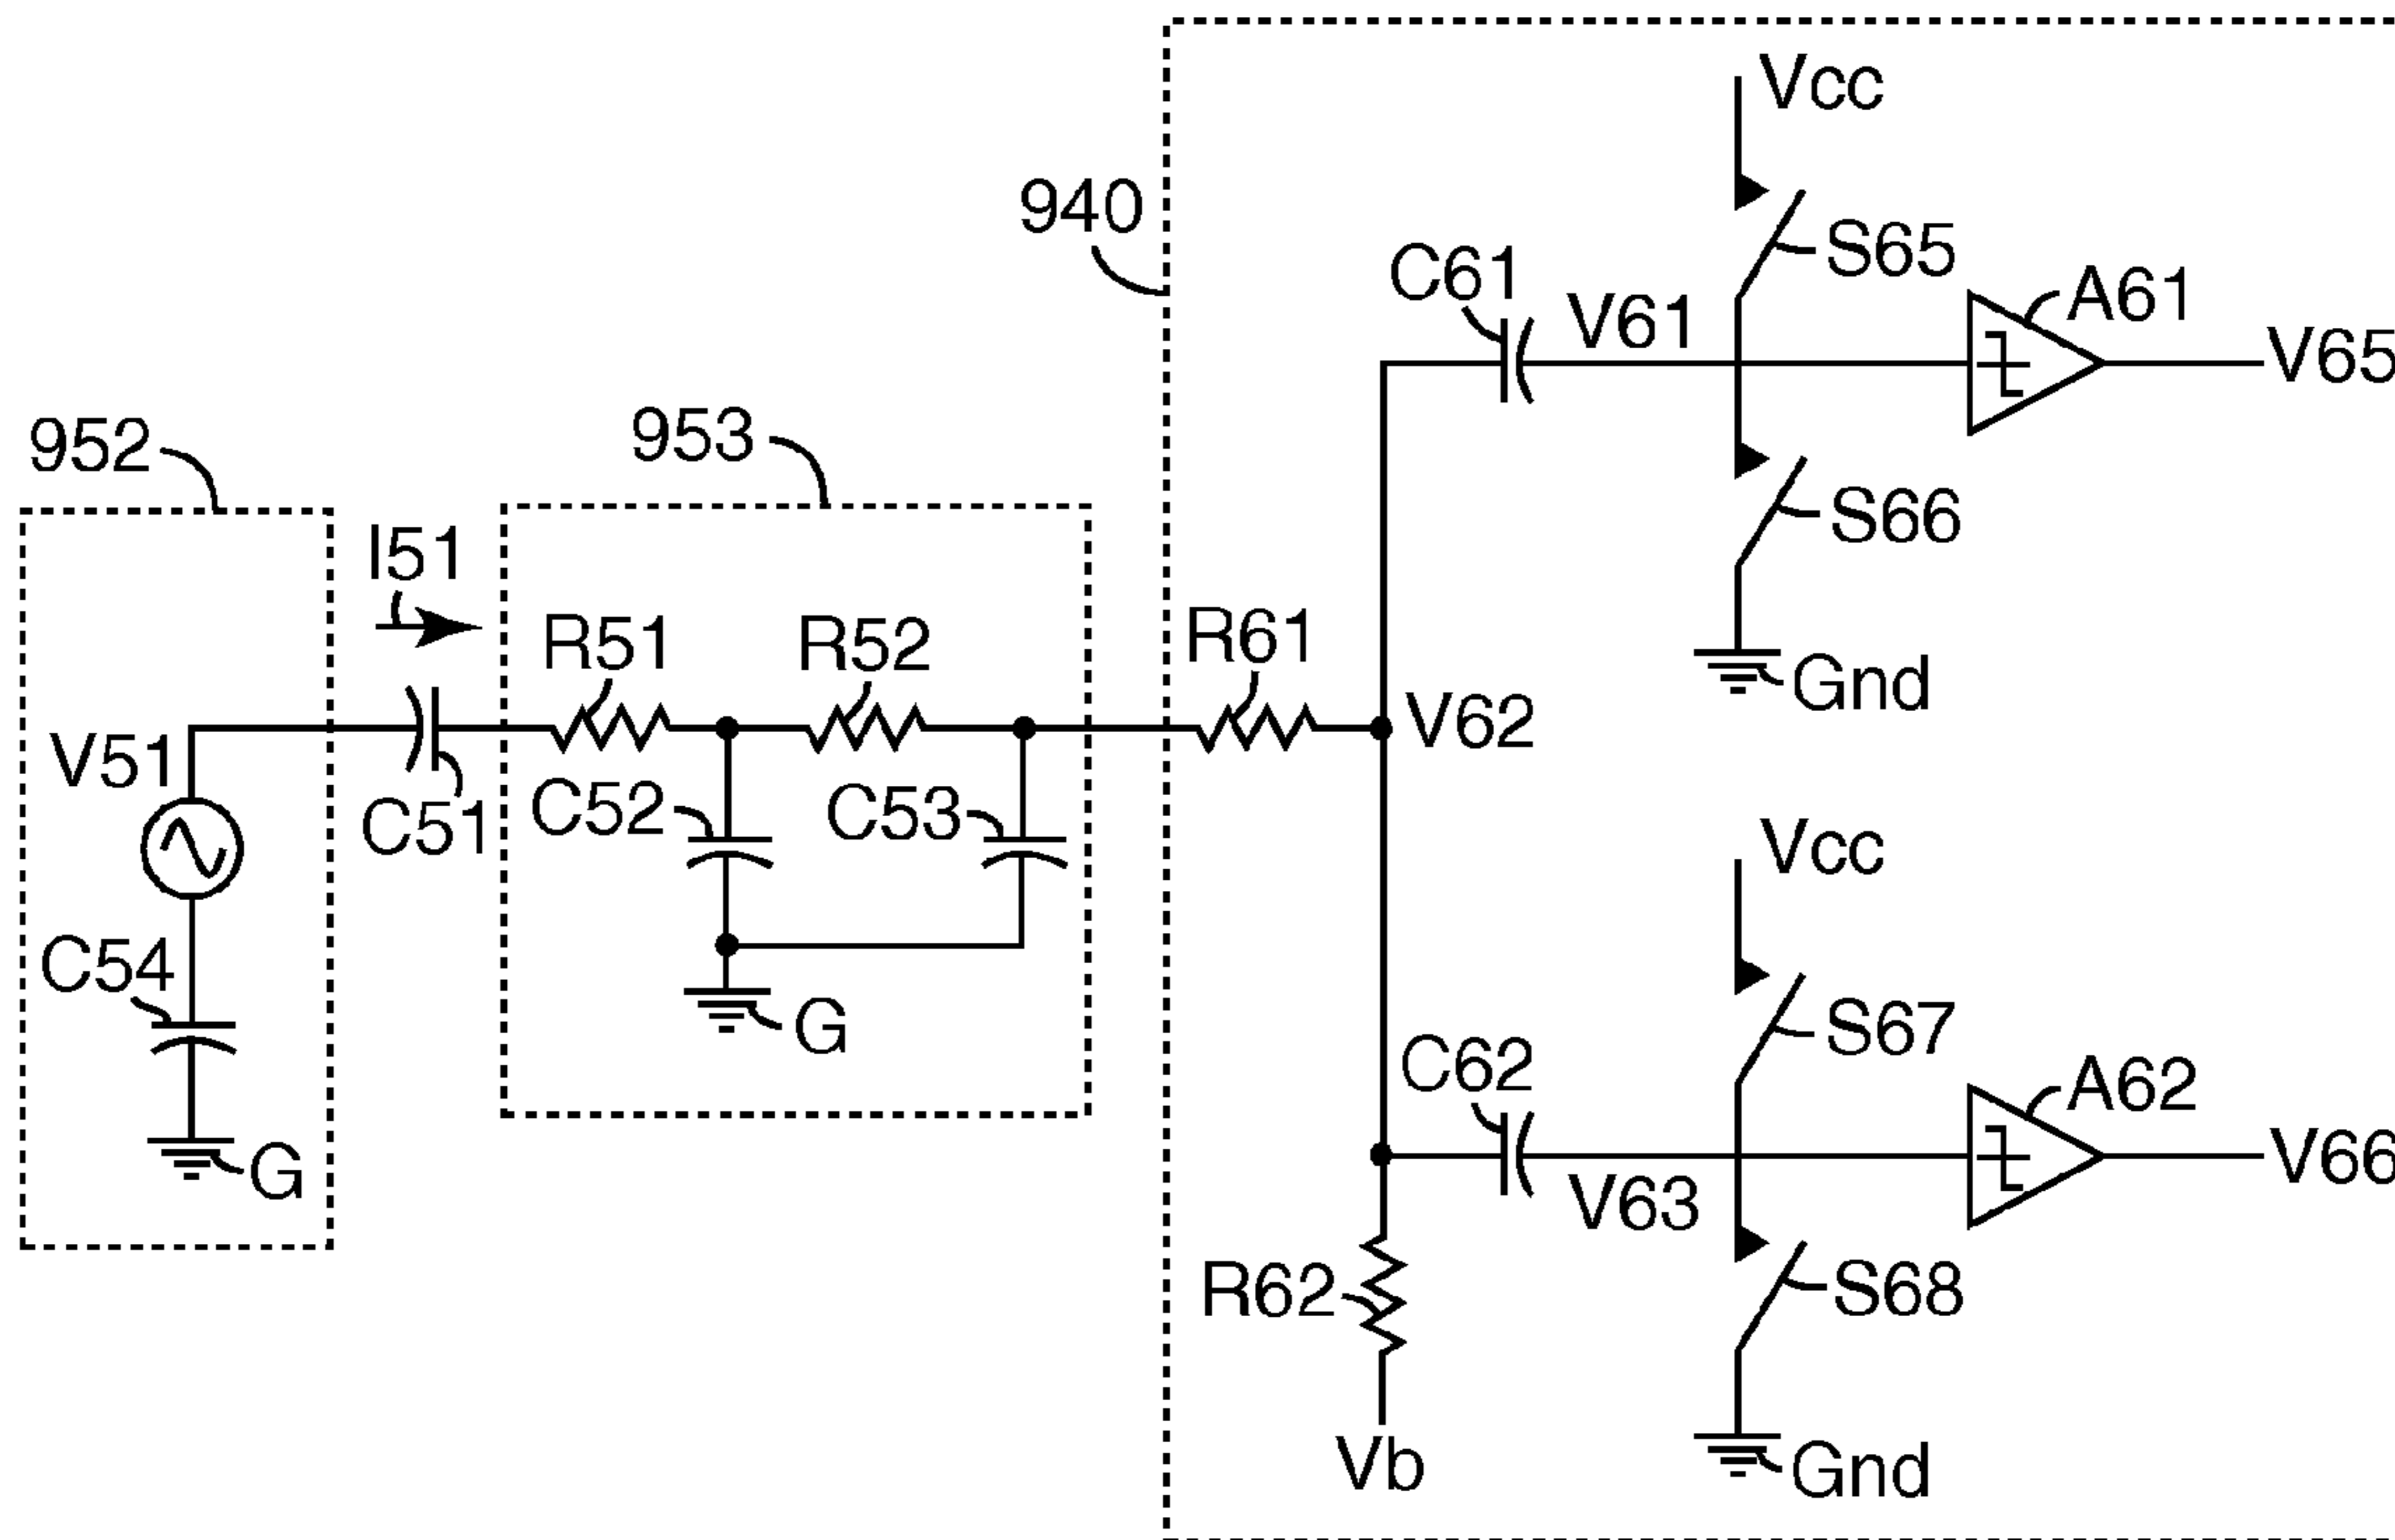 Vcc
940
S65
C61
V61
A61
V65
952
953
S66
I51
R51
R52
R61
Gnd
V62
V51
C51
C52
C53
Vcc
C54
G
S67
C62
A62
G
V63
V66
R62
S68
Vb
Gnd